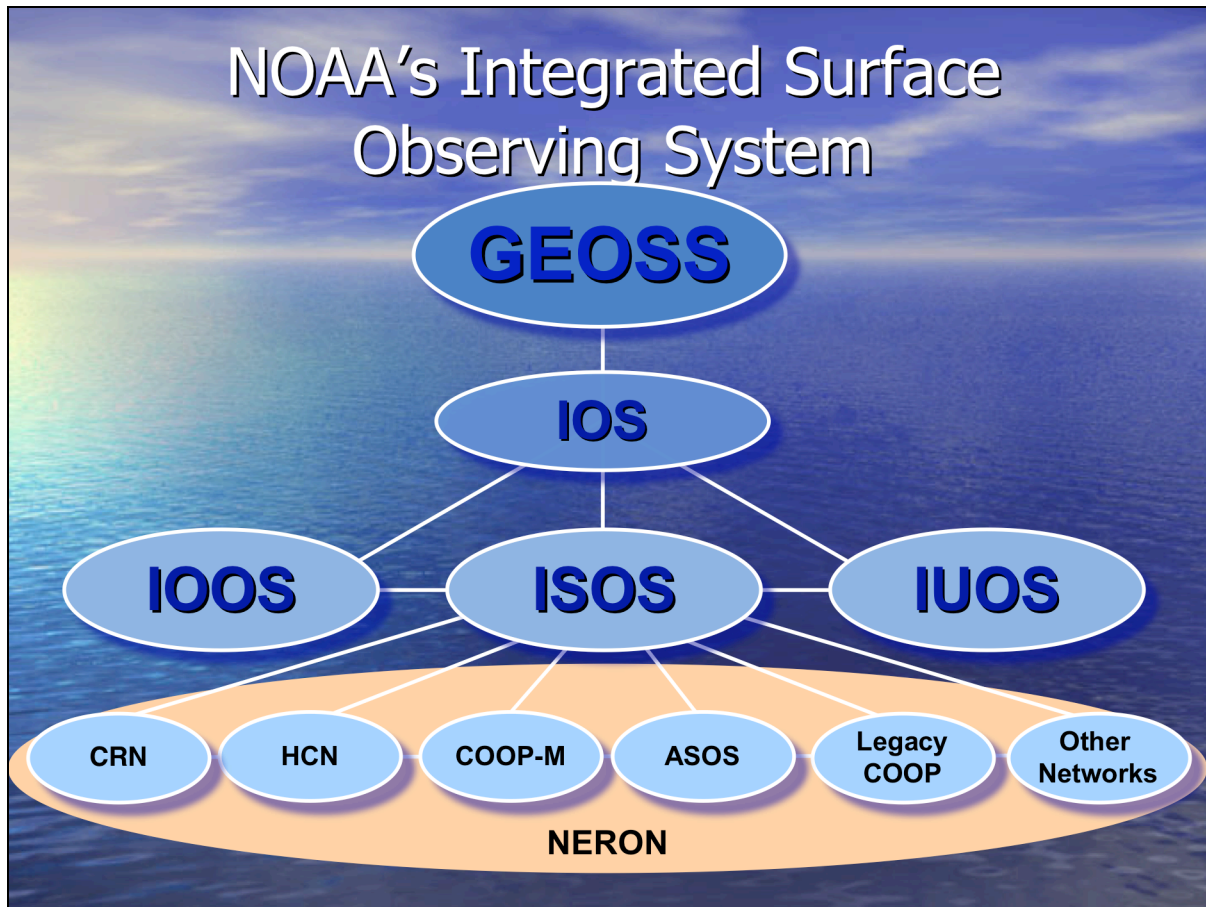 NOAA’s Integrated Surface
Observing System
GEOSS
IOS
IOOS
ISOS
IUOS
CRN
HCN
COOP-M
ASOS
Legacy
COOP
Other
Networks
NERON